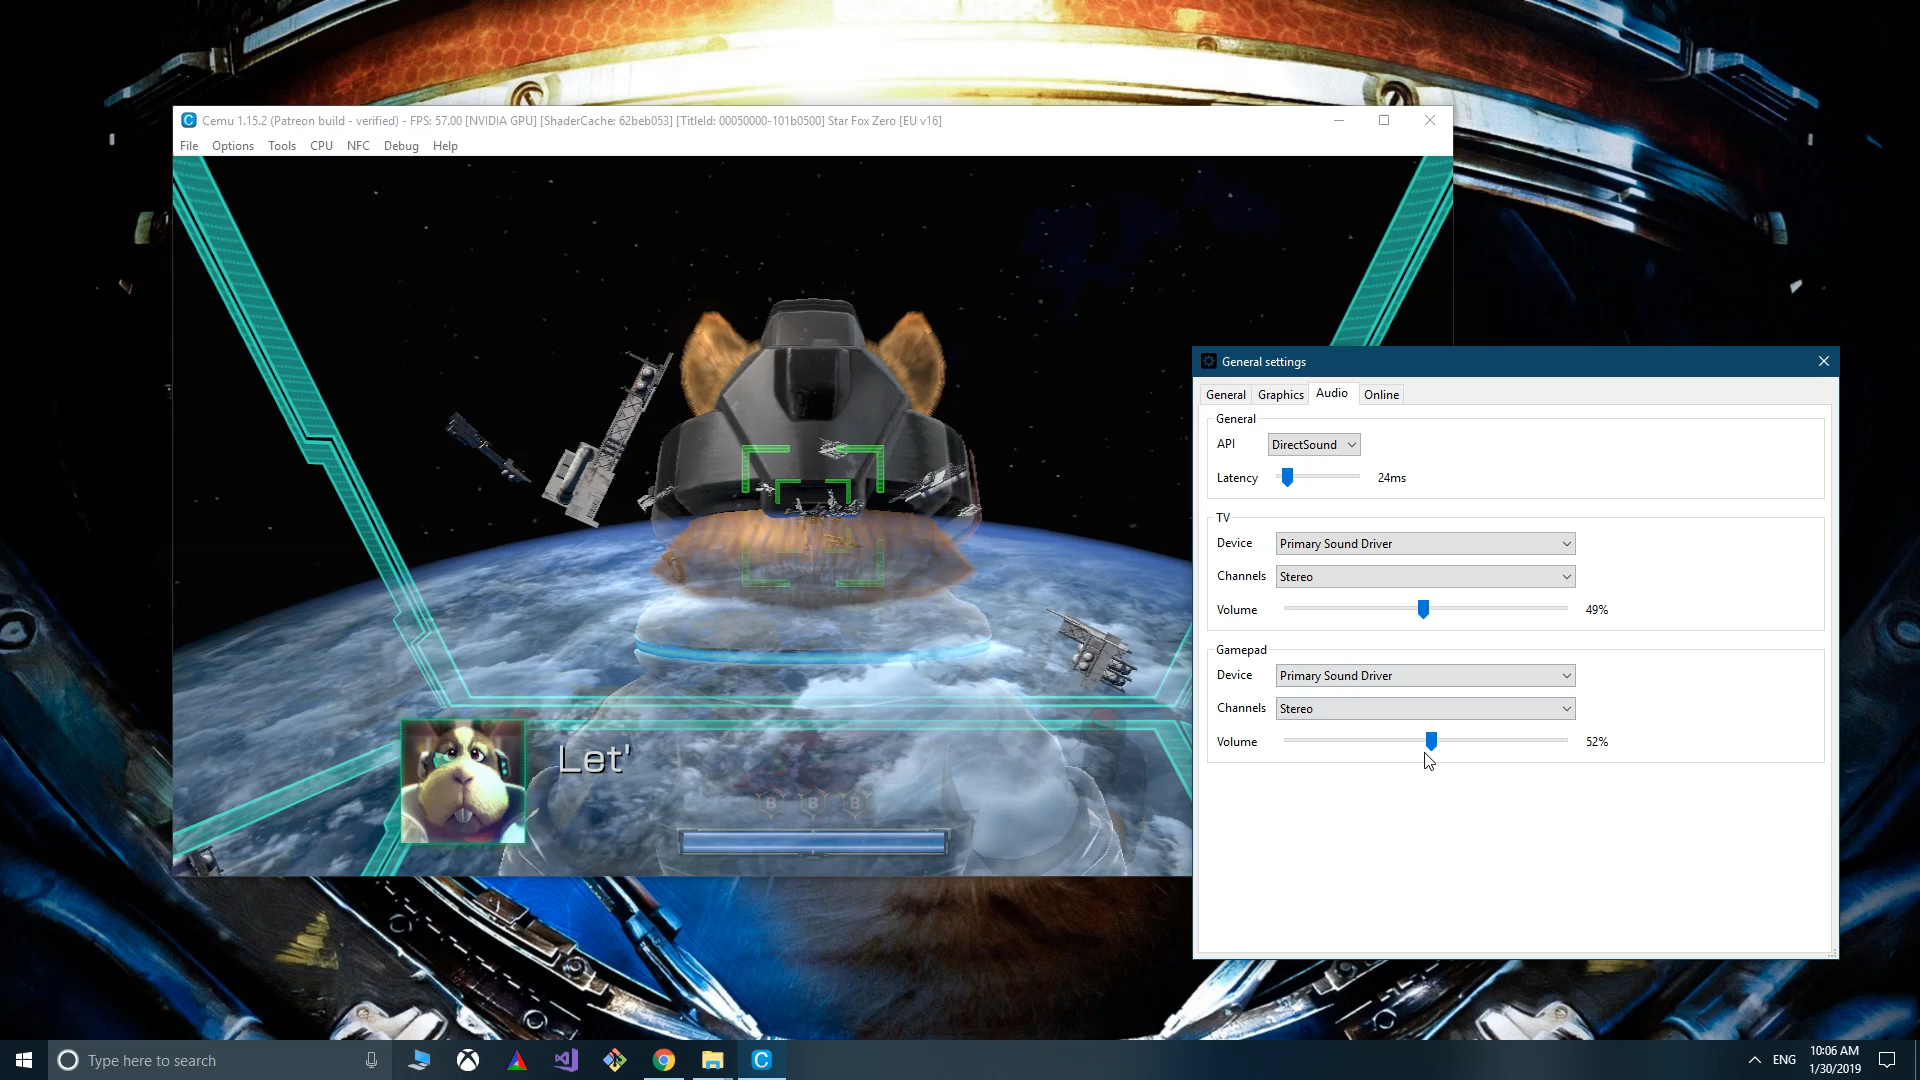 Cemu 1.15.2 (Patreon build - verified) - FPS: 57.00 [NVIDIA GPU] [ShaderCache: 62beb053] [TitleId: 00050000-101b0500] Star Fox Zero [EU v16]
File Options Tools CPU NFC Debug Help
General settings
General Graphics Audio Online
General
API DirectSound
Latency 24ms
TV
Device Primary Sound Driver
Channels Stereo
Volume 49%
Gamepad
Device Primary Sound Driver
Channels Stereo
Volume 52%
Let'
B B B
Type here to search
ENG
10:06 AM
1/30/2019